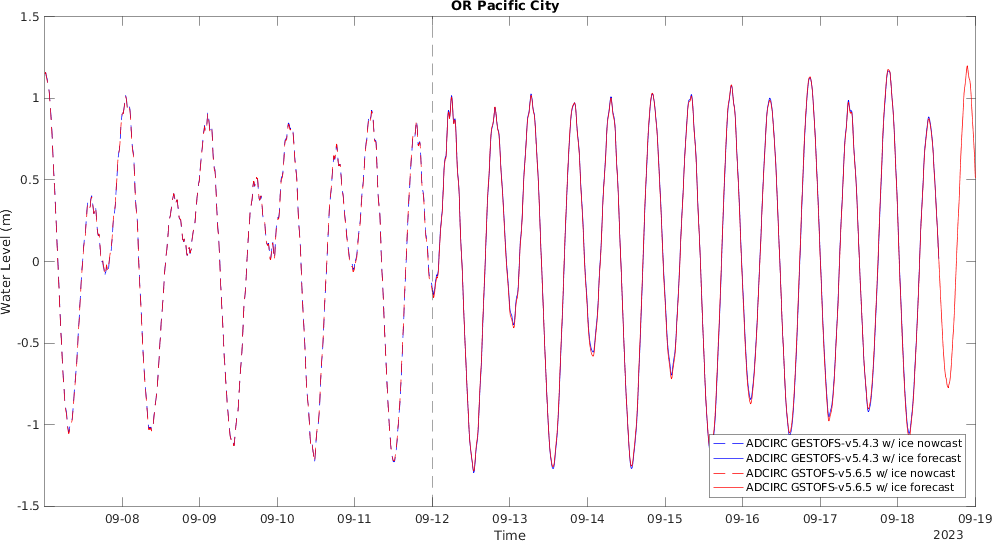 OR Pacific City
1.5
1
0.5
0
-0.5
-1
-1.5
Water Level (m)
ADCIRC GESTOFS-v5.4.3 w/ ice nowcast
ADCIRC GESTOFS-v5.4.3 w/ ice forecast
ADCIRC GSTOFS-v5.6.5 w/ ice nowcast
ADCIRC GSTOFS-v5.6.5 w/ ice forecast
09-08 09-09 09-10 09-11 09-12 09-13 09-14 09-15 09-16 09-17 09-18 09-19
Time
2023